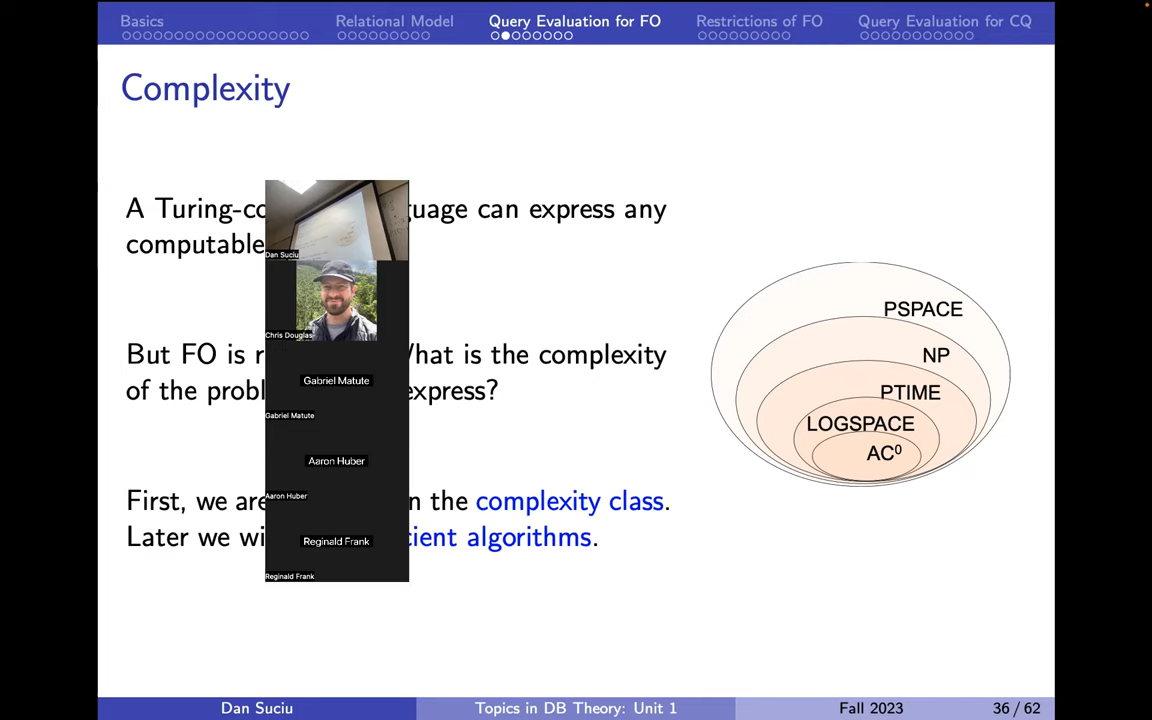 Basics Relational Model Query Evaluation for FO Restrictions of FO Query Evaluation for CQ
Complexity
A Turing-co guage can express any
computable
But FO is hat is the complexity
of the probl express?
First, we are n the complexity class.
Later we wi cient algorithms.
Dan Suciu
Chris Douglas
Gabriel Matute
Gabriel Matute
Aaron Huber
Aaron Huber
Reginald Frank
Reginald Frank
PSPACE
NP
PTIME
LOGSPACE
AC⁰
Dan Suciu Topics in DB Theory: Unit 1 Fall 2023 36 / 62